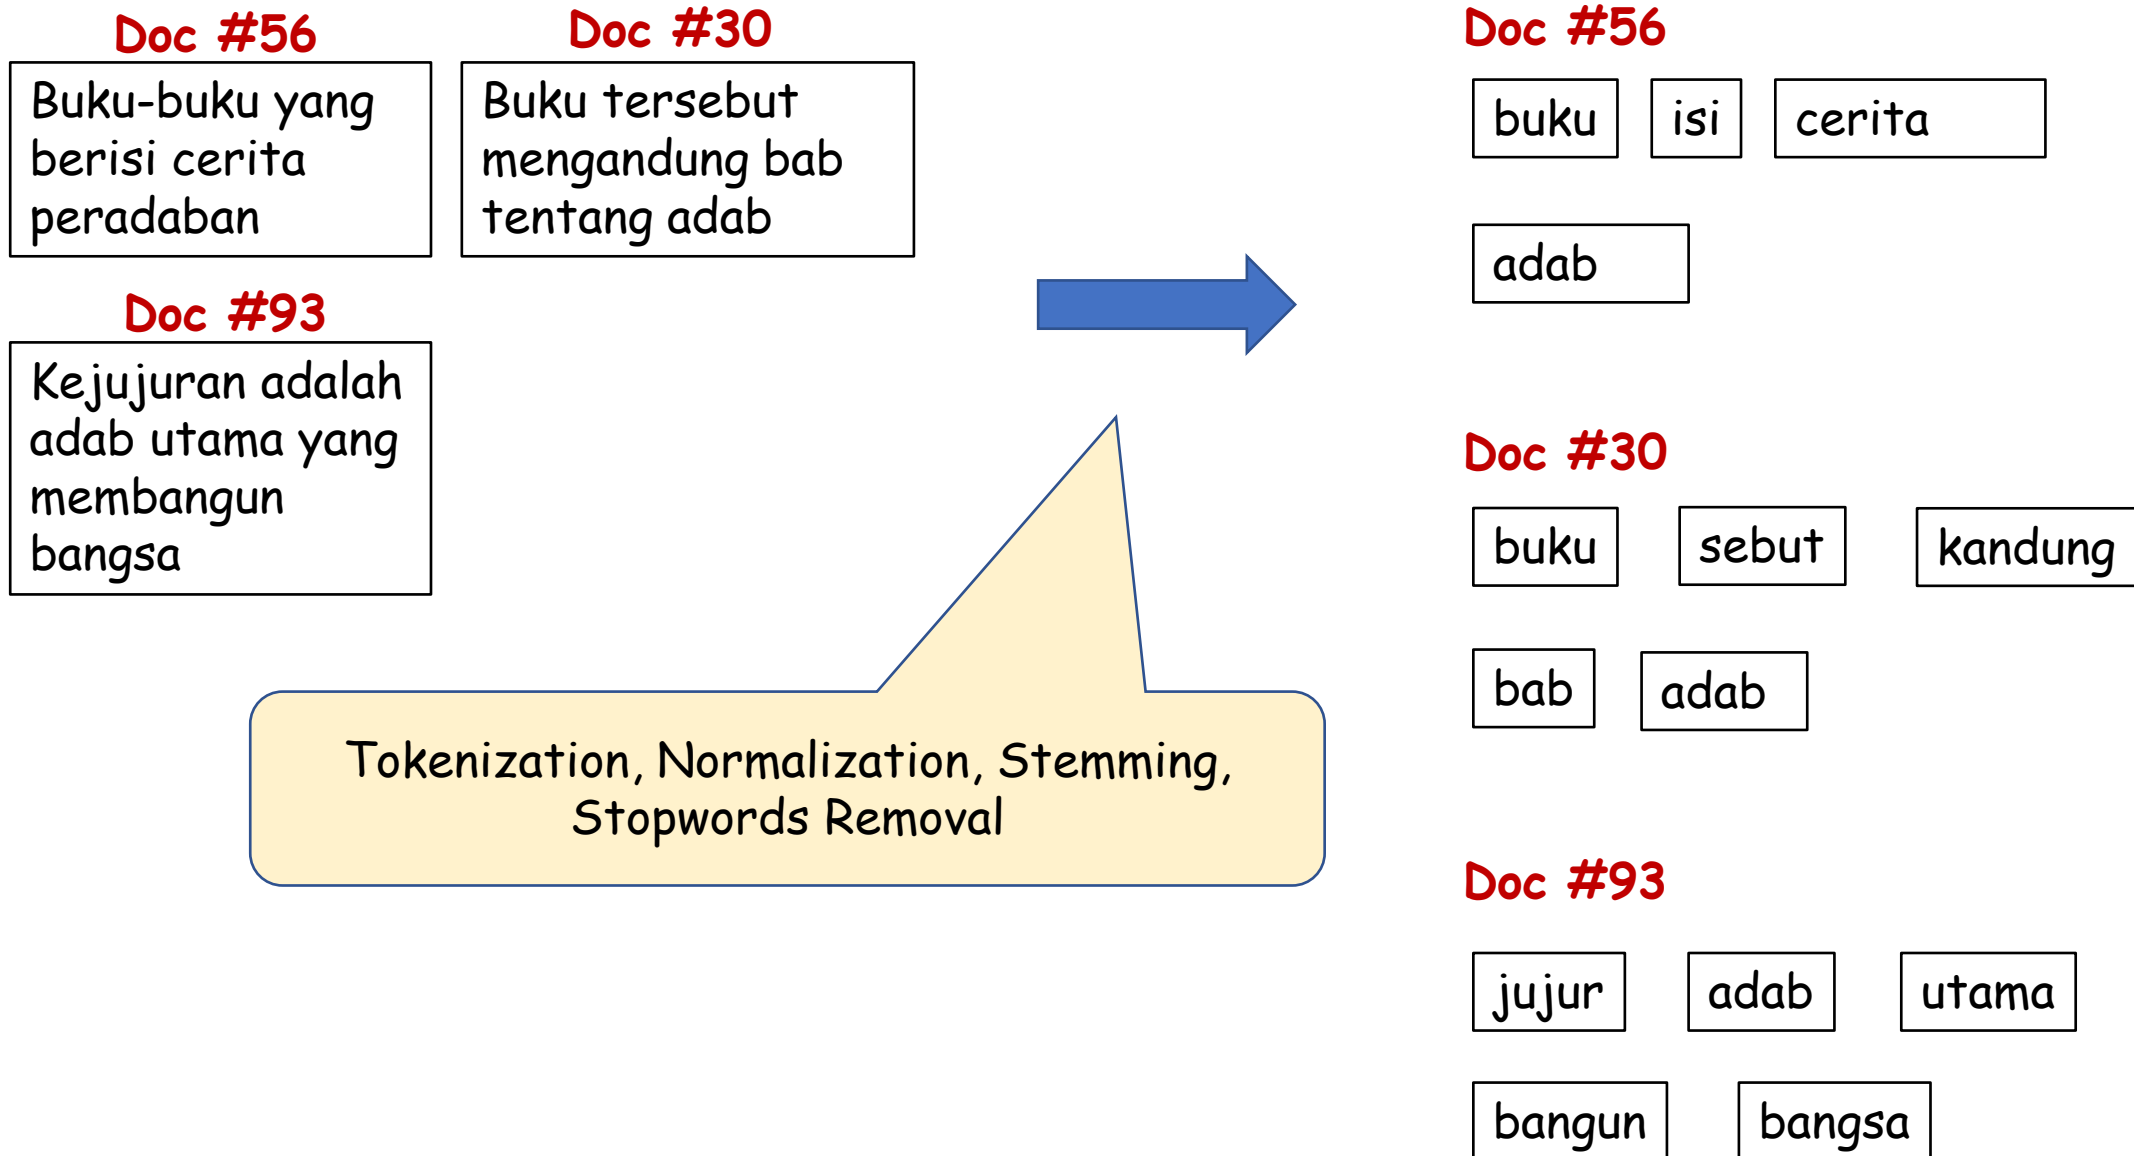 Doc #56
Buku-buku yang
berisi cerita
peradaban
Doc #30
Buku tersebut
mengandung bab
tentang adab
Doc #93
Kejujuran adalah
adab utama yang
membangun
bangsa
Tokenization, Normalization, Stemming,
Stopwords Removal
Doc #56
buku isi cerita
adab
Doc #30
buku sebut kandung
bab adab
Doc #93
jujur adab utama
bangun bangsa